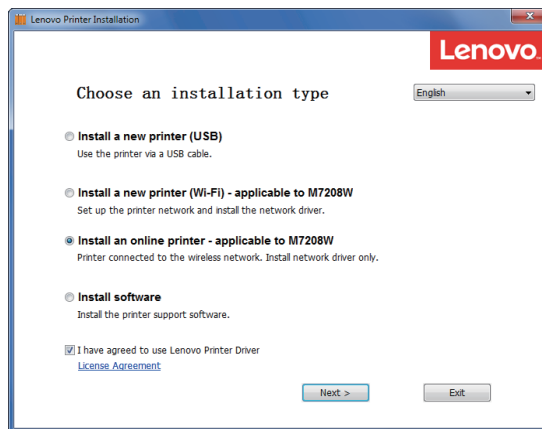 Lenovo Printer Installation
Lenovo.
Choose an installation type
English
Install a new printer (USB)
Use the printer via a USB cable.
Install a new printer (Wi-Fi) - applicable to M7208W
Set up the printer network and install the network driver.
Install an online printer - applicable to M7208W
Printer connected to the wireless network. Install network driver only.
Install software
Install the printer support software.
I have agreed to use Lenovo Printer Driver
License Agreement
Next >
Exit